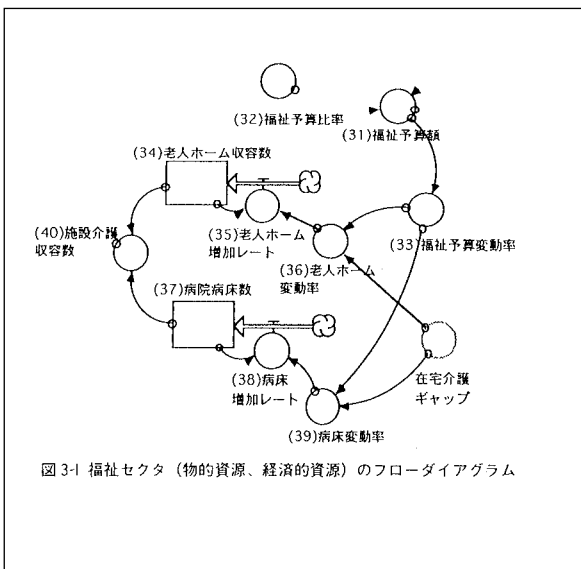 (32)福祉予算比率
(31)福祉予算額
(34)老人ホーム収容数
(40)施設介護
収容数
(35)老人ホーム
増加レート
(33)福祉予算変動率
(36)老人ホーム
変動率
(37)病院病床数
(38)病床
増加レート
在宅介護
ギャップ
(39)病床変動率
図3-1 福祉セクタ（物的資源、経済的資源）のフローダイアグラム